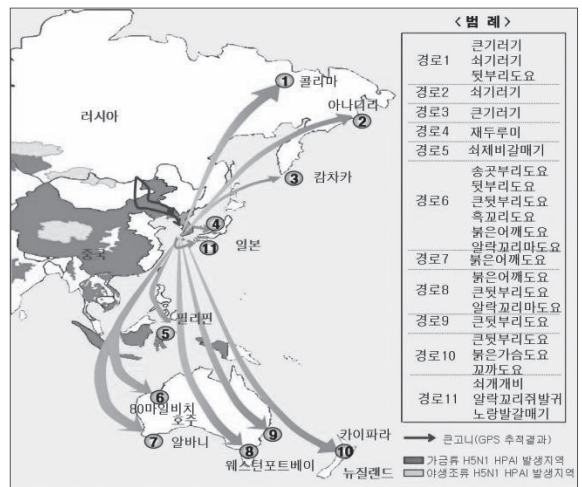 ① 콜리마
아나디라
②
러시아
③ 캄차카
④
⑪ 일본
중국
필리핀
⑤
⑥
80마일비치
호주
⑦ 알바니
⑧
웨스턴포트베이
⑨
카이파라
⑩
뉴질랜드
< 범 례 >
경로1
큰기러기
쇠기러기
뒷부리도요
경로2 쇠기러기
경로3 큰기러기
경로4 재두루미
경로5 쇠제비갈매기
경로6
송곳부리도요
뒷부리도요
큰뒷부리도요
흑꼬리도요
붉은어깨도요
알락꼬리마도요
경로7 붉은어깨도요
경로8
붉은어깨도요
큰뒷부리도요
알락꼬리마도요
경로9 큰뒷부리도요
경로10
큰뒷부리도요
붉은가슴도요
꼬까도요
경로11
쇠개개비
알락꼬리쥐발귀
노랑발갈매기
큰고니(GPS 추적결과)
가금류 H5N1 HPAI 발생지역
야생조류 H5N1 HPAI 발생지역